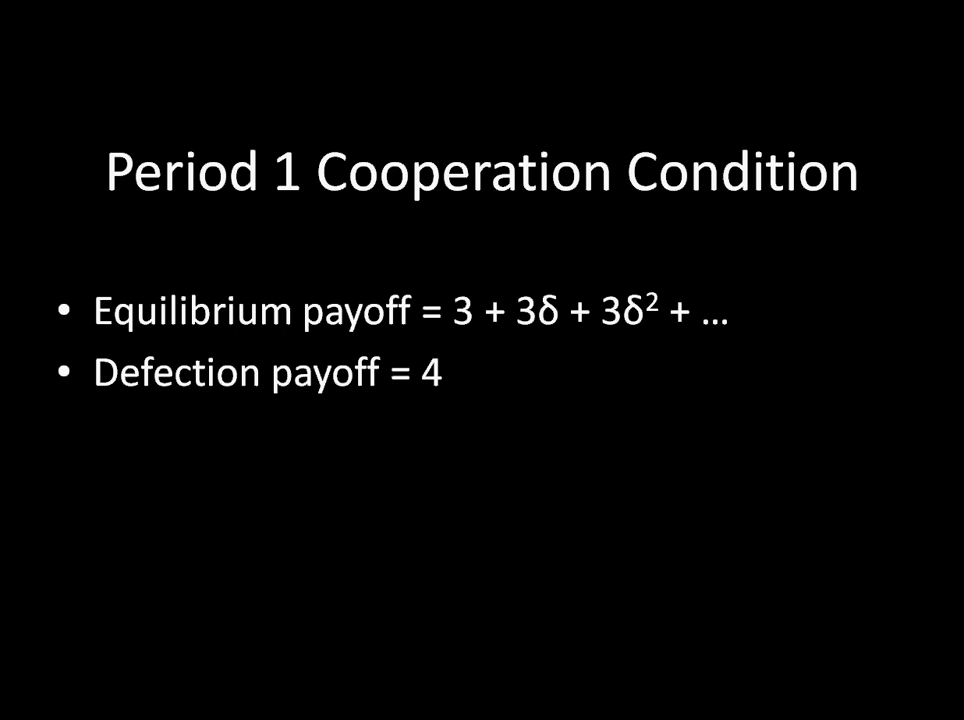 Period 1 Cooperation Condition
• Equilibrium payoff = 3 + 3δ + 3δ² + …
• Defection payoff = 4